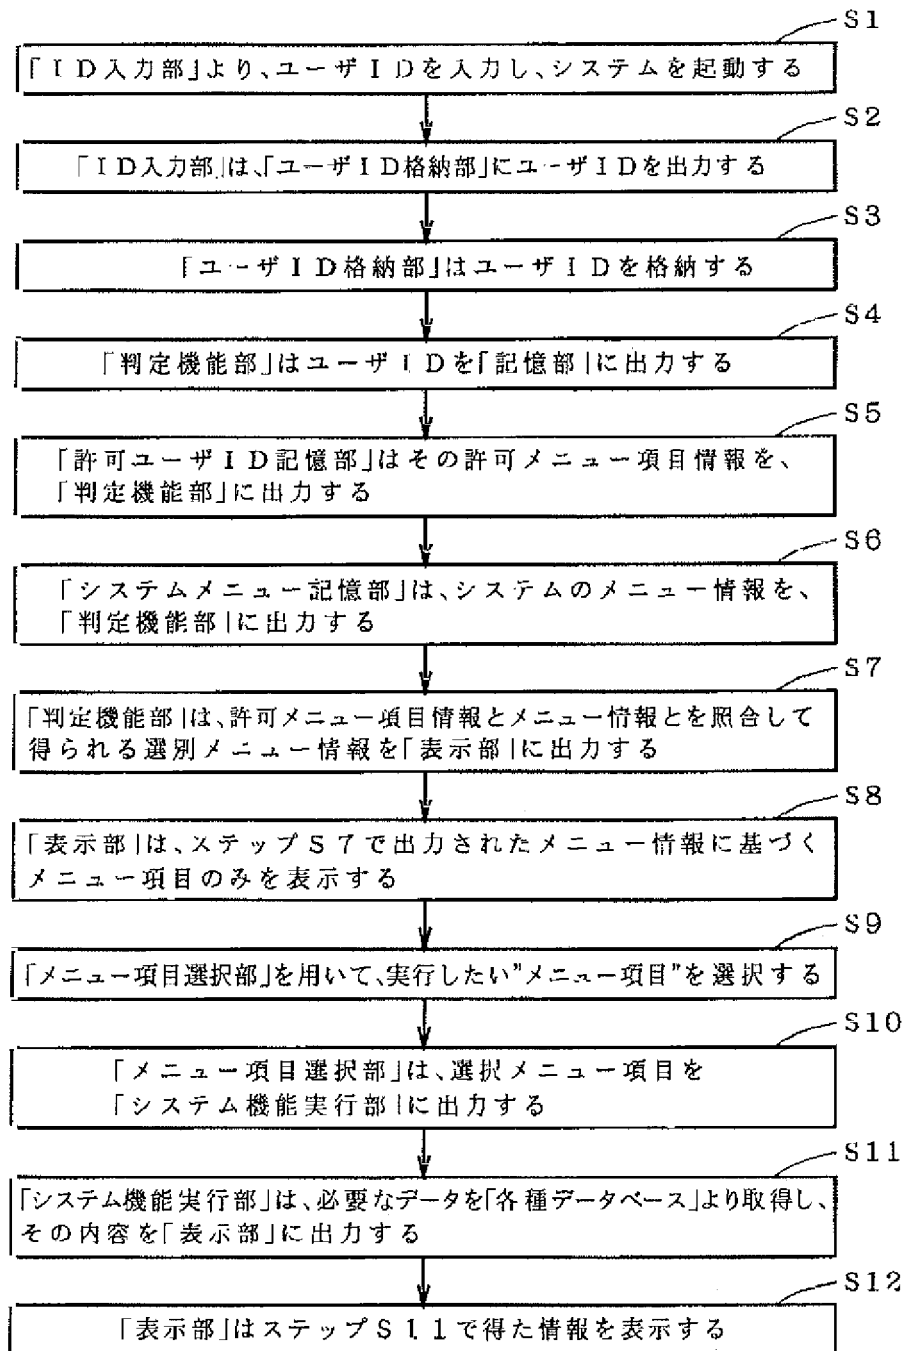 S1
「ID入力部」より、ユーザIDを入力し、システムを起動する
S2
「ID入力部」は、「ユーザID格納部」にユーザIDを出力する
S3
「ユーザID格納部」はユーザIDを格納する
S4
「判定機能部」はユーザIDを「記憶部」に出力する
S5
「許可ユーザID記憶部」はその許可メニュー項目情報を、
「判定機能部」に出力する
S6
「システムメニュー記憶部」は、システムのメニュー情報を、
「判定機能部」に出力する
S7
「判定機能部」は、許可メニュー項目情報とメニュー情報とを照合して
得られる選別メニュー情報を「表示部」に出力する
S8
「表示部」は、ステップS7で出力されたメニュー情報に基づく
メニュー項目のみを表示する
S9
「メニュー項目選択部」を用いて、実行したい”メニュー項目”を選択する
S10
「メニュー項目選択部」は、選択メニュー項目を
「システム機能実行部」に出力する
S11
「システム機能実行部」は、必要なデータを「各種データベース」より取得し、
その内容を「表示部」に出力する
S12
「表示部」はステップS11で得た情報を表示する